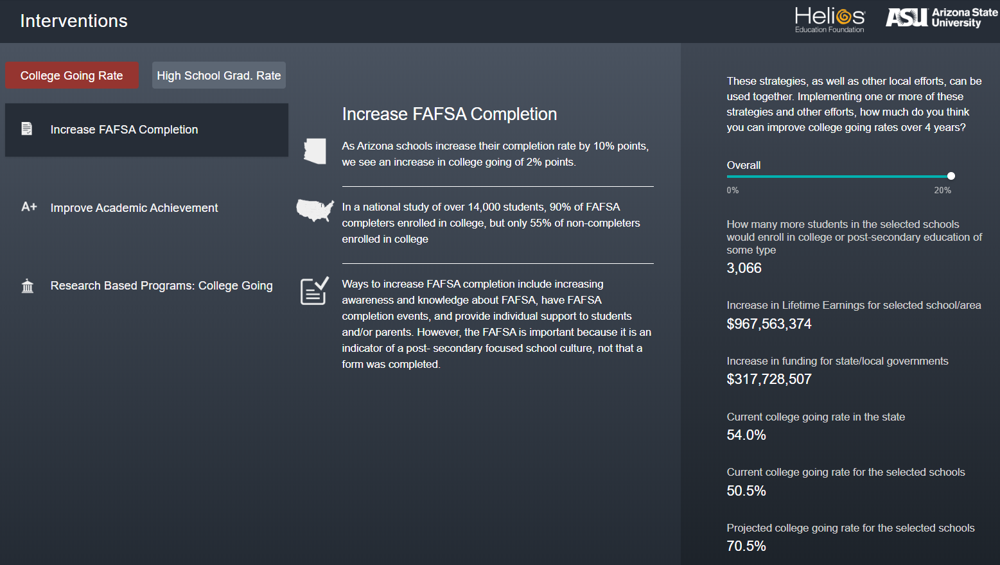 Interventions
Helios
Education Foundation
ASU Arizona State
University
College Going Rate
High School Grad. Rate
Increase FAFSA Completion
A+ Improve Academic Achievement
Research Based Programs: College Going
Increase FAFSA Completion
As Arizona schools increase their completion rate by 10% points,
we see an increase in college going of 2% points.
In a national study of over 14,000 students, 90% of FAFSA
completers enrolled in college, but only 55% of non-completers
enrolled in college
Ways to increase FAFSA completion include increasing
awareness and knowledge about FAFSA, have FAFSA
completion events, and provide individual support to students
and/or parents. However, the FAFSA is important because it is an
indicator of a post- secondary focused school culture, not that a
form was completed.
These strategies, as well as other local efforts, can be
used together. Implementing one or more of these
strategies and other efforts, how much do you think
you can improve college going rates over 4 years?
Overall
0%
20%
How many more students in the selected schools
would enroll in college or post-secondary education of
some type
3,066
Increase in Lifetime Earnings for selected school/area
$967,563,374
Increase in funding for state/local governments
$317,728,507
Current college going rate in the state
54.0%
Current college going rate for the selected schools
50.5%
Projected college going rate for the selected schools
70.5%